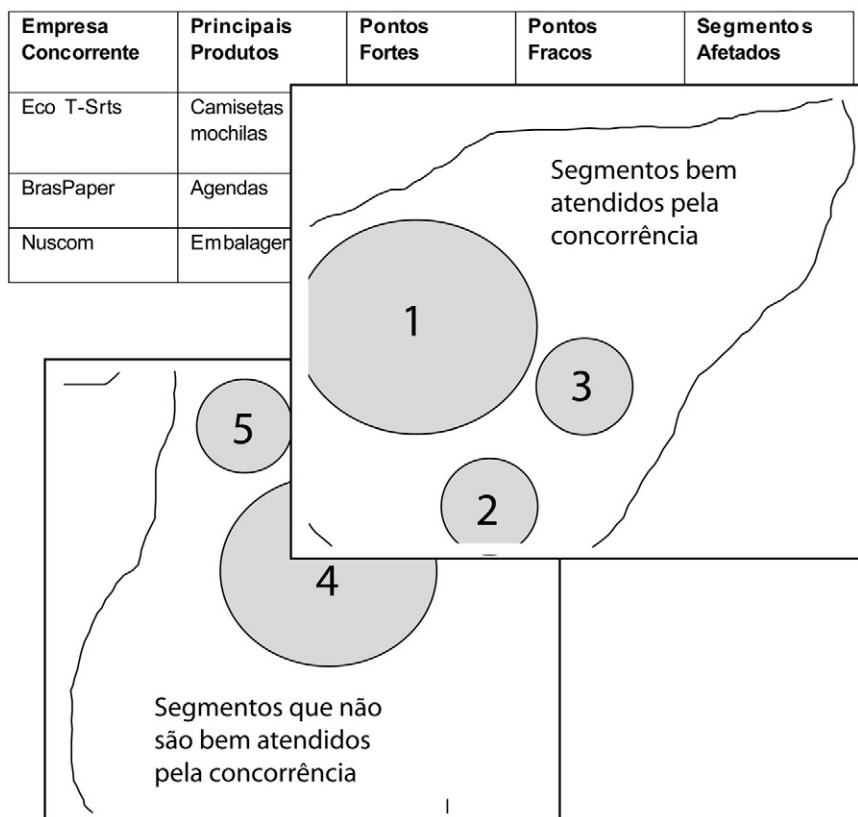 Empresa Concorrente
Principais Produtos
Pontos Fortes
Pontos Fracos
Segmentos Afetados
Eco T-Srts
Camisetas
mochilas
BrasPaper
Agendas
Nuscom
Embalagen
Segmentos bem
atendidos pela
concorrência
1
3
2
5
4
Segmentos que não
são bem atendidos
pela concorrência